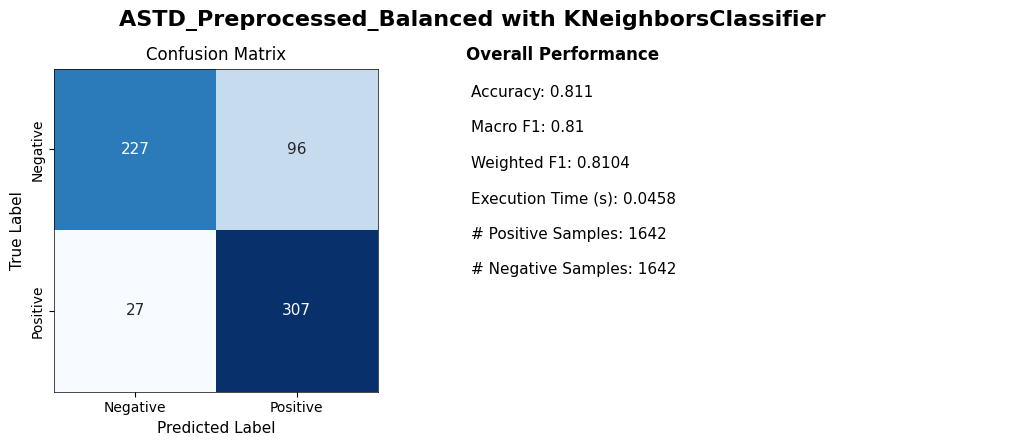 ASTD_Preprocessed_Balanced with KNeighborsClassifier
Confusion Matrix
True Label
Negative
227
96
Positive
27
307
Negative
Positive
Predicted Label
Overall Performance
Accuracy: 0.811
Macro F1: 0.81
Weighted F1: 0.8104
Execution Time (s): 0.0458
# Positive Samples: 1642
# Negative Samples: 1642